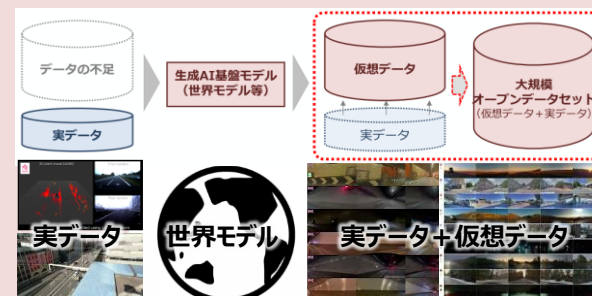 データの不足
実データ
生成AI基盤モデル
(世界モデル等)
仮想データ
実データ
大規模
オープンデータセット
(仮想データ+実データ)
実データ
世界モデル
実データ+仮想データ